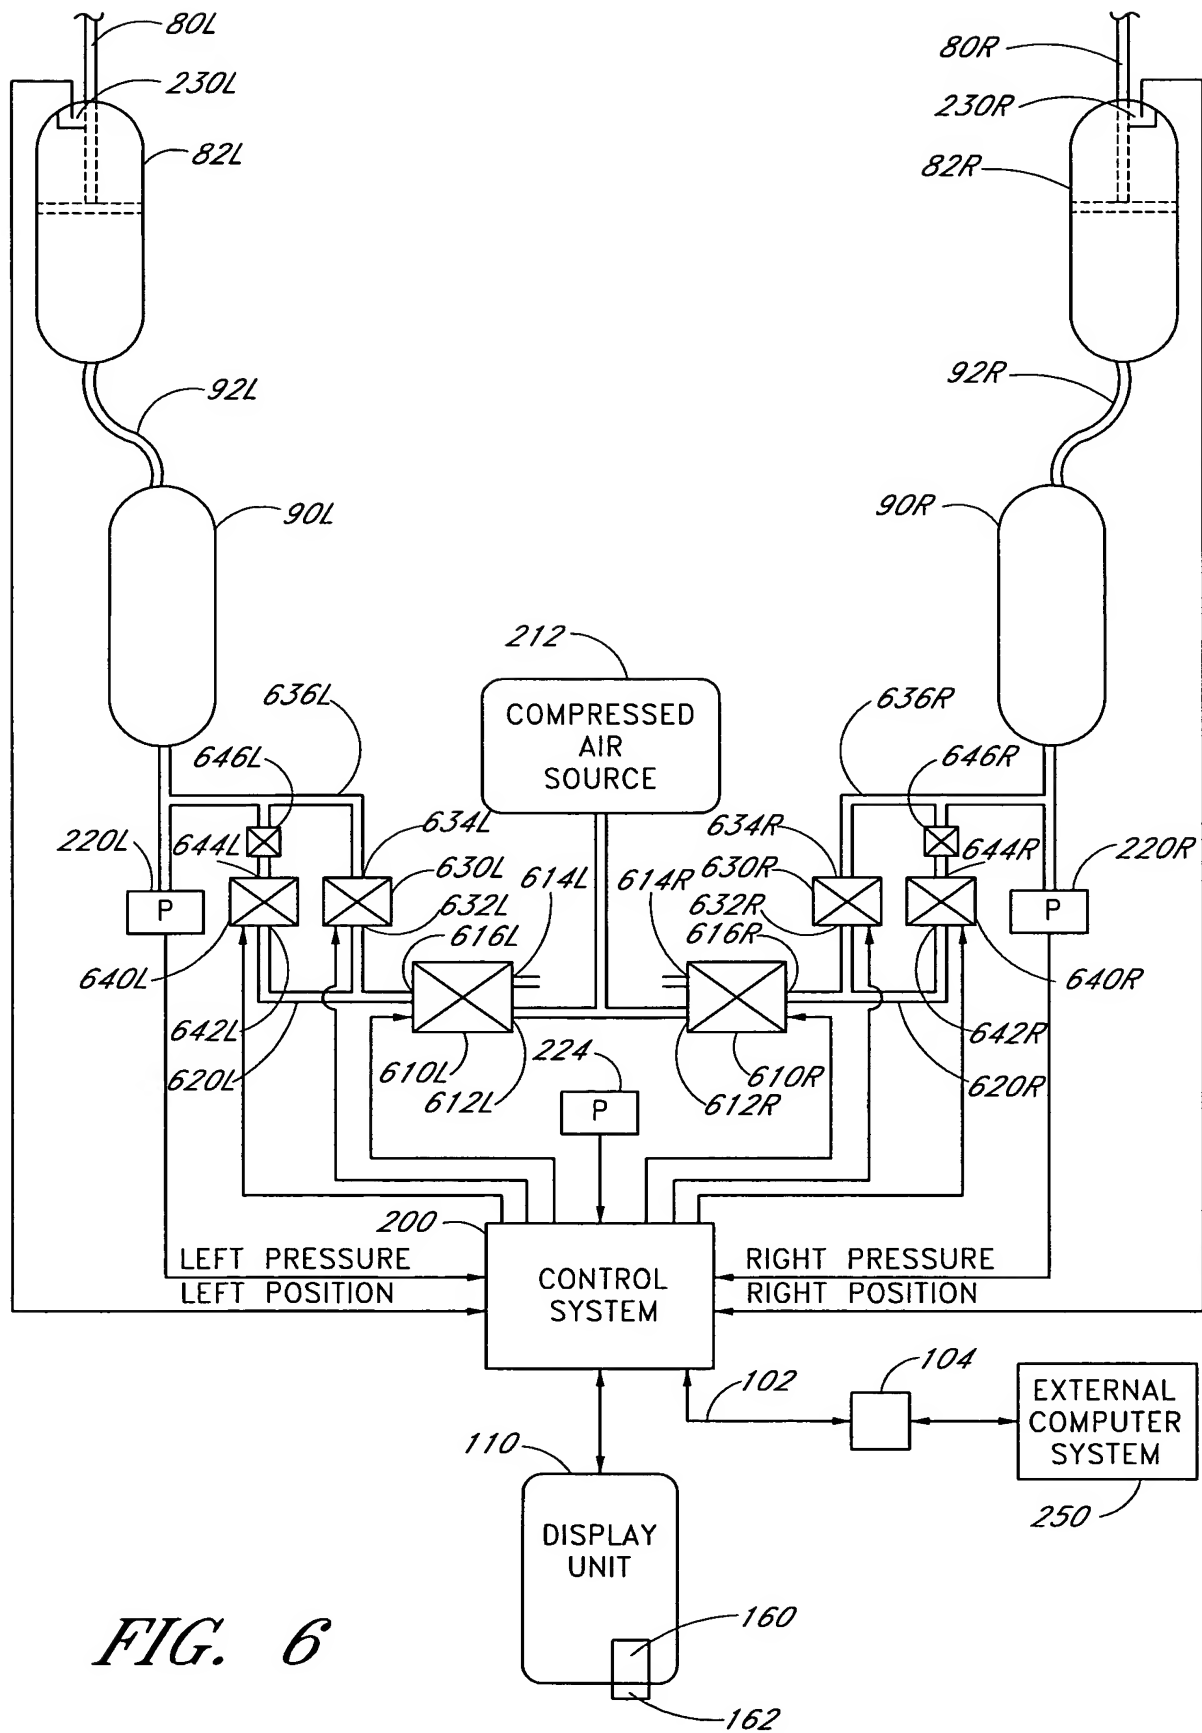 80L
80R
230L
230R
82L
82R
92L
92R
90L
90R
212
COMPRESSED
AIR
SOURCE
636L
636R
646L
646R
220L
644L
634L
634R
644R
220R
P
630L
614L
614R
630R
P
632L
632R
616L
616R
640L
640R
642L
642R
620L
610L
224
610R
620R
612L
612R
P
200
LEFT PRESSURE
RIGHT PRESSURE
LEFT POSITION
RIGHT POSITION
CONTROL
SYSTEM
102
104
EXTERNAL
COMPUTER
SYSTEM
250
110
DISPLAY
UNIT
160
162
FIG. 6